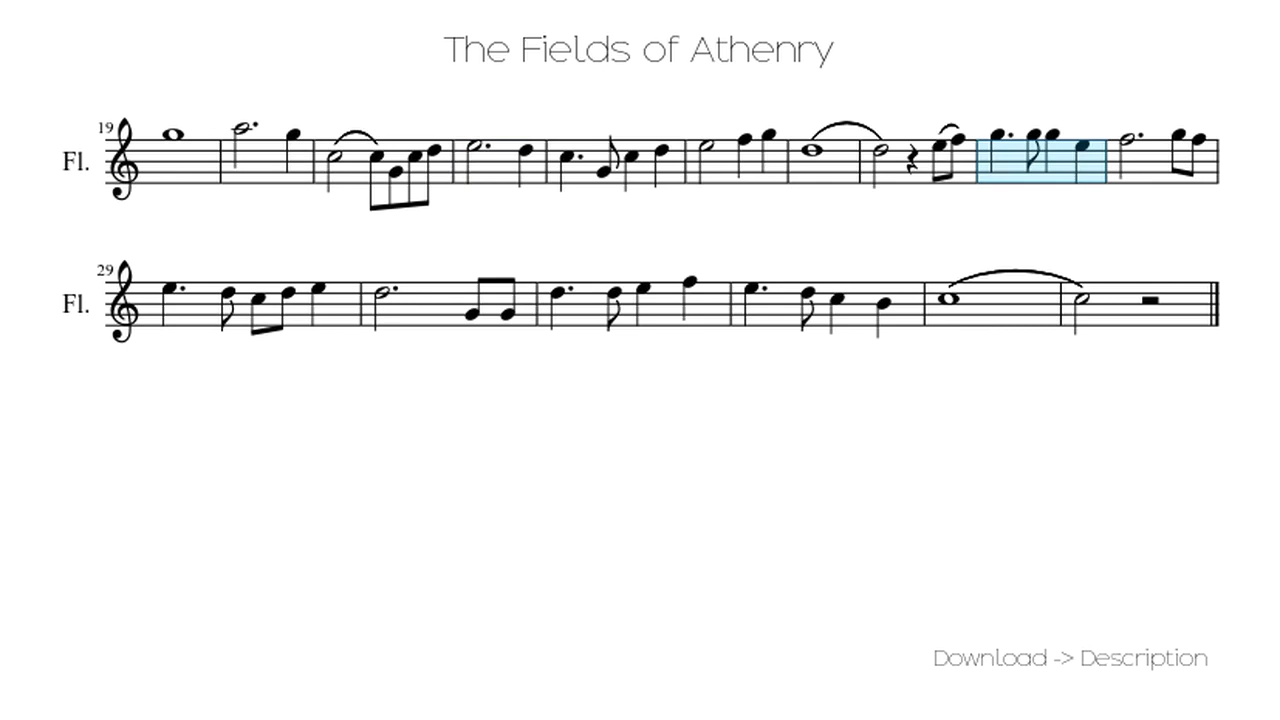 The Fields of Athenry
19
Fl.
29
Fl.
Download -> Description